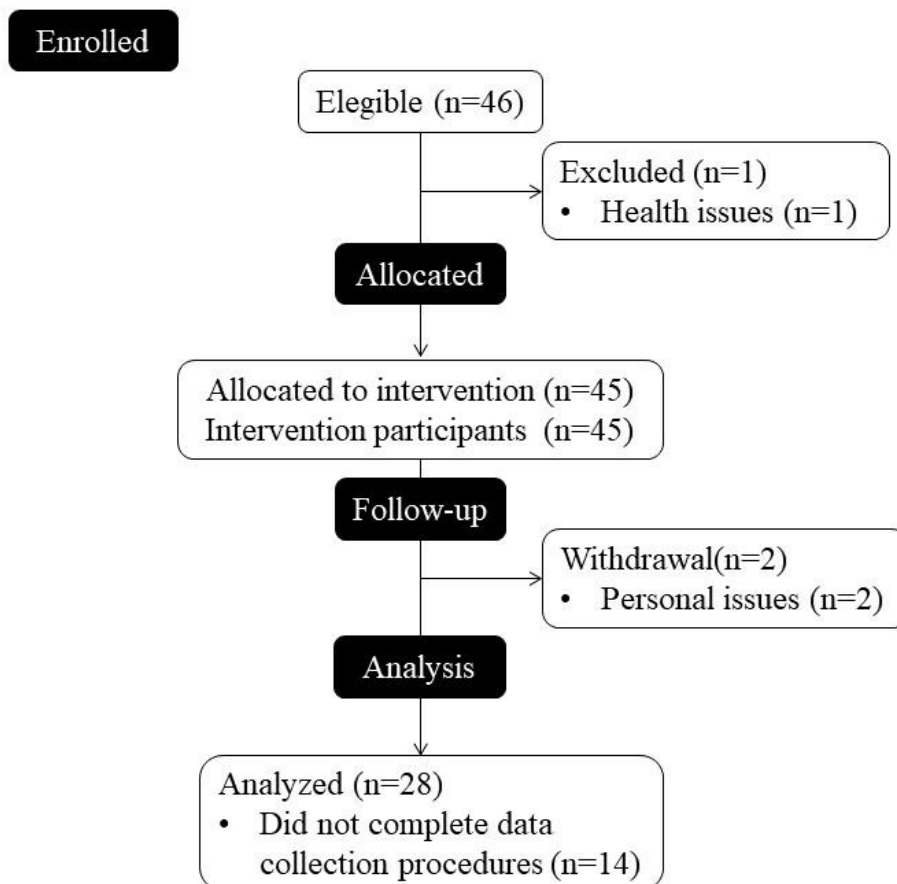 Enrolled
Elegible (n=46)
Excluded (n=1)
• Health issues (n=1)
Allocated
Allocated to intervention (n=45)
Intervention participants (n=45)
Follow-up
Withdrawal(n=2)
• Personal issues (n=2)
Analysis
Analyzed (n=28)
• Did not complete data
collection procedures (n=14)